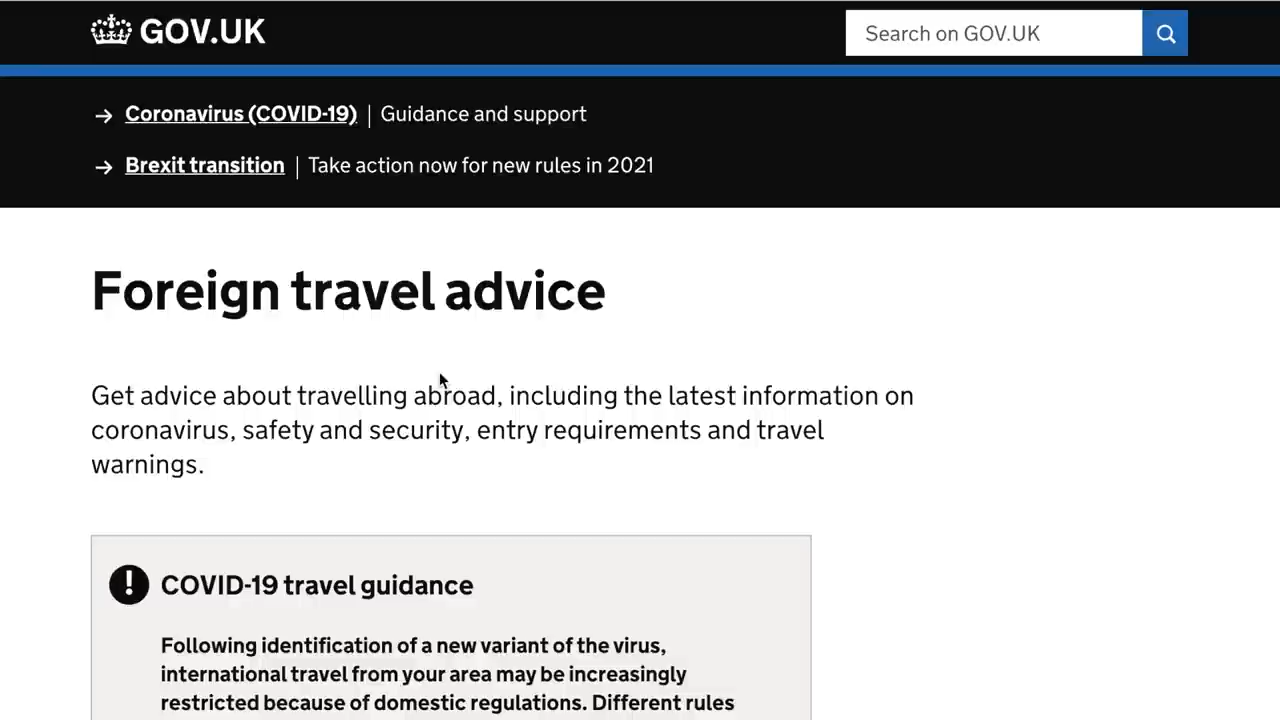 GOV.UK
Search on GOV.UK
→ Coronavirus (COVID-19) | Guidance and support
→ Brexit transition | Take action now for new rules in 2021
Foreign travel advice
Get advice about travelling abroad, including the latest information on
coronavirus, safety and security, entry requirements and travel
warnings.
! COVID-19 travel guidance
Following identification of a new variant of the virus,
international travel from your area may be increasingly
restricted because of domestic regulations. Different rules